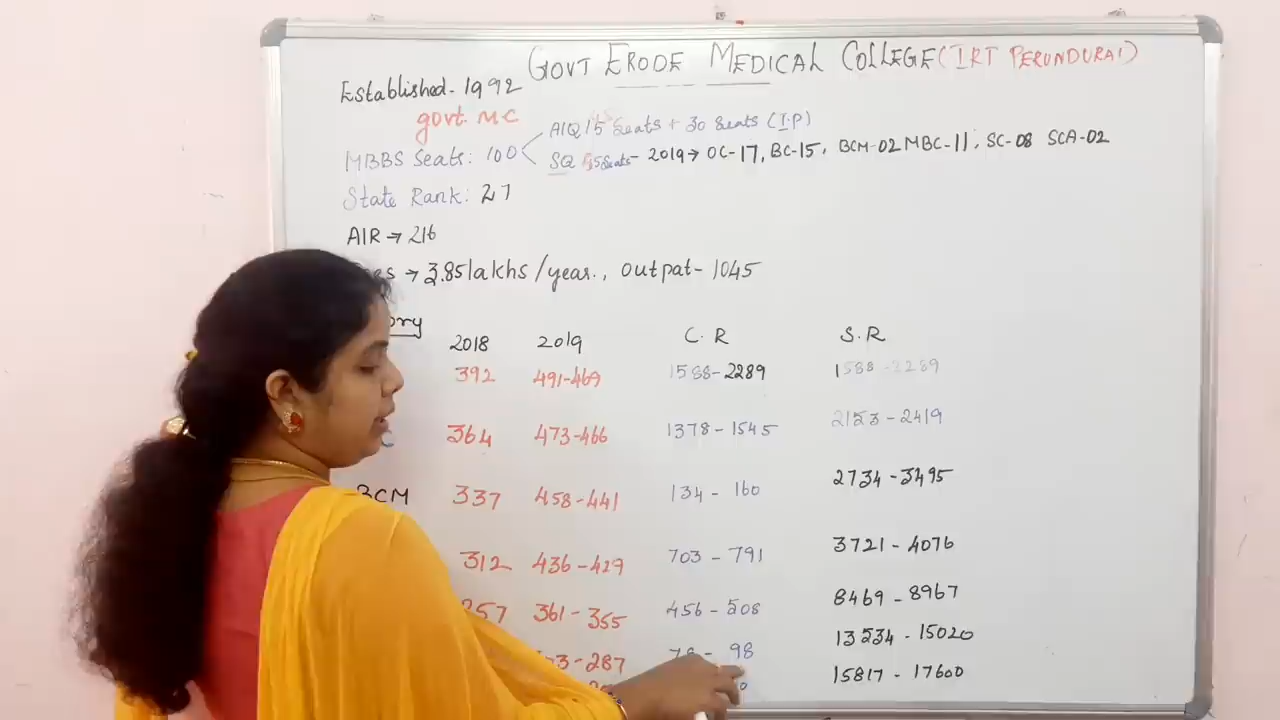 GOVT ERODE MEDICAL COLLEGE (IRT PERUNDURAI)
Established - 1992
govt. MC
AIQ 15 Seats + 30 Seats (I.P)
MBBS Seats: 100
SQ Seats - 2019 → OC-17, BC-15, BCM-02 MBC-11; SC-08 SCA-02
State Rank: 27
AIR → 216
→ 3.85 lakhs/year., Outpat - 1045
2018 2019 C.R S.R
392 491-469 1588-2289 1588-2289
364 473-466 1378-1545 2153-2419
BCM 337 458-441 134-160 2734-3495
312 436-429 703-791 3721-4076
361-355 456-508 8469-8967
-287 98 13534-15020
15817-17600